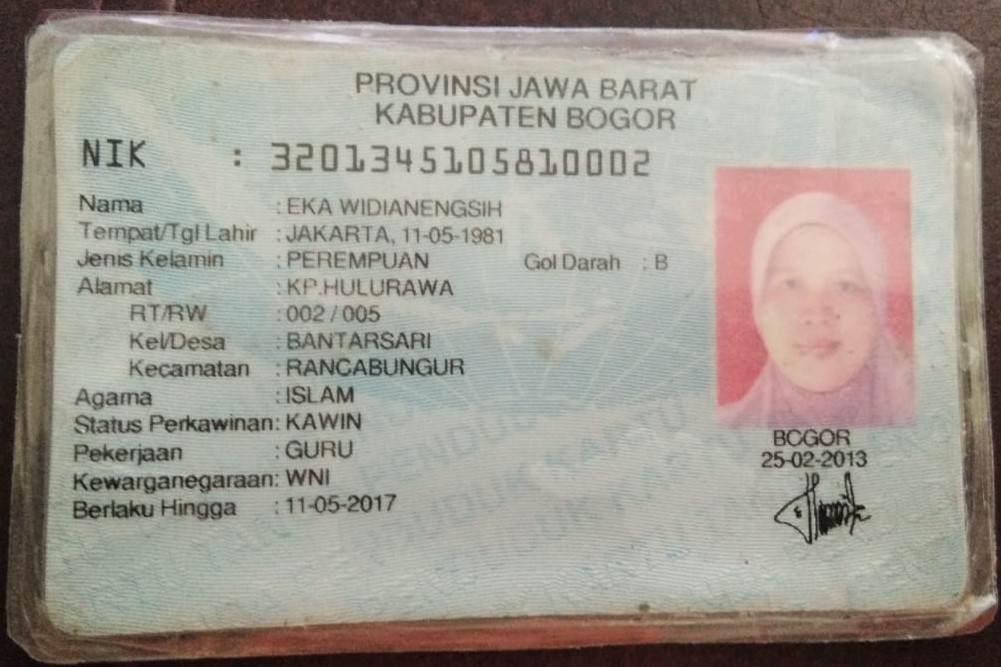 PROVINSI JAWA BARAT
KABUPATEN BOGOR
NIK : 3201345105810002
Nama : EKA WIDIANENGSIH
Tempat/Tgl Lahir : JAKARTA, 11-05-1981
Jenis Kelamin : PEREMPUAN Gol Darah : B
Alamat : KP.HULURAWA
RT/RW : 002 / 005
Kel/Desa : BANTARSARI
Kecamatan : RANCABUNGUR
Agama : ISLAM
Status Perkawinan: KAWIN
Pekerjaan : GURU
Kewarganegaraan: WNI
Berlaku Hingga : 11-05-2017
BOGOR
25-02-2013